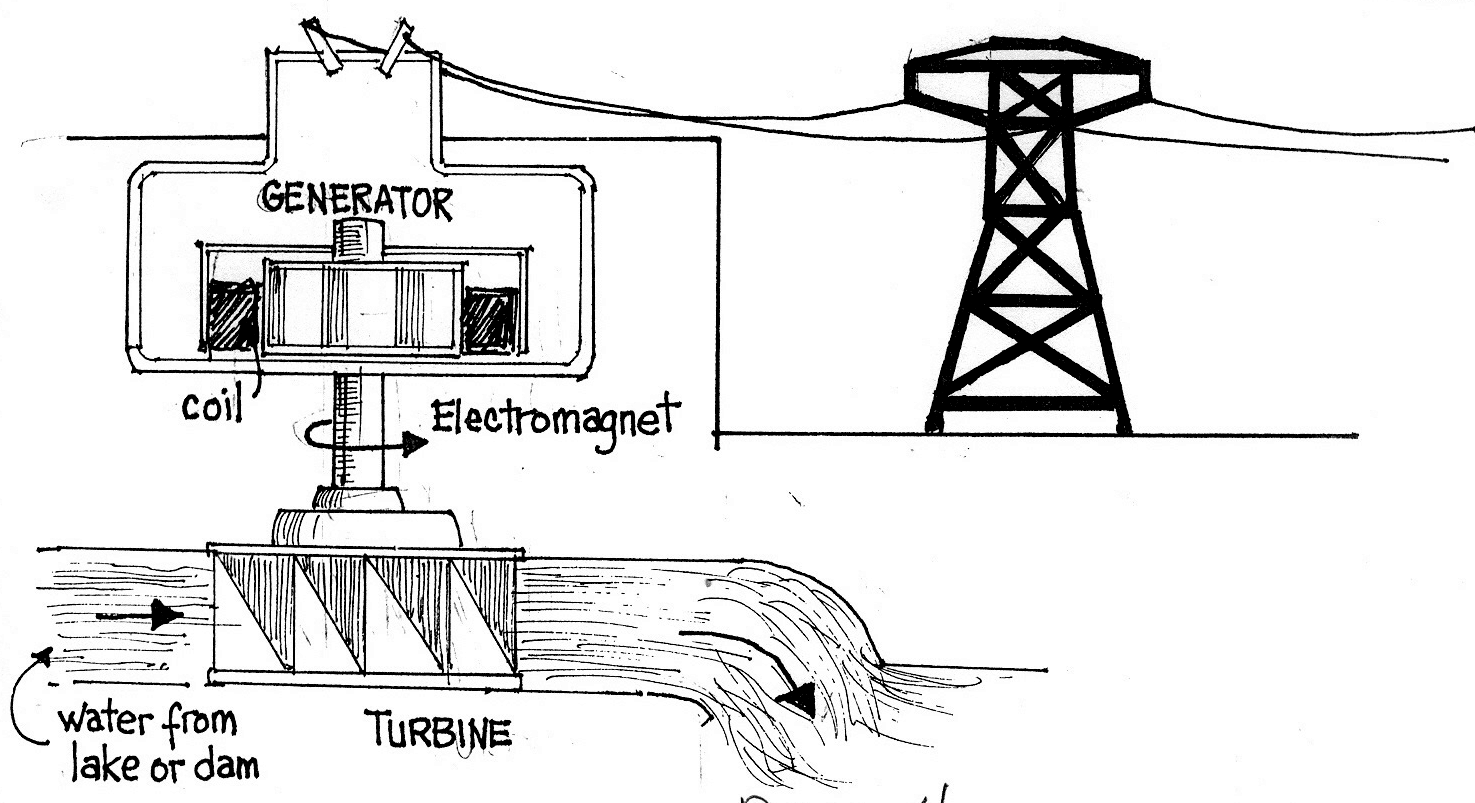 GENERATOR
coil
Electromagnet
water from
lake or dam
TURBINE